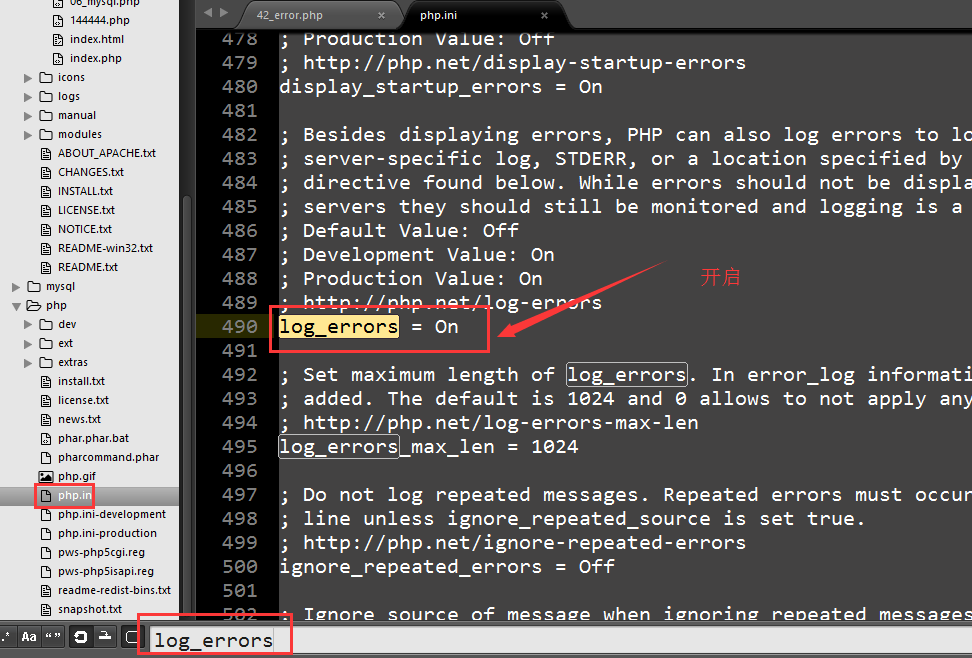 06_mysql.php
144444.php
index.html
index.php
icons
logs
manual
modules
ABOUT_APACHE.txt
CHANGES.txt
INSTALL.txt
LICENSE.txt
NOTICE.txt
README-win32.txt
README.txt
mysql
php
dev
ext
extras
install.txt
license.txt
news.txt
phar.phar.bat
pharcommand.phar
php.gif
php.in
php.ini-development
php.ini-production
pws-php5cgi.reg
pws-php5isapi.reg
readme-redist-bins.txt
snapshot.txt
42_error.php × php.ini ×
478 ; Production Value: Off
479 ; http://php.net/display-startup-errors
480 display_startup_errors = On
481
482 ; Besides displaying errors, PHP can also log errors to lo
483 ; server-specific log, STDERR, or a location specified by
484 ; directive found below. While errors should not be displa
485 ; servers they should still be monitored and logging is a
486 ; Default Value: Off
487 ; Development Value: On
488 ; Production Value: On
开启
489 ; http://php.net/log-errors
490 log_errors = On
491
492 ; Set maximum length of log_errors. In error_log informati
493 ; added. The default is 1024 and 0 allows to not apply any
494 ; http://php.net/log-errors-max-len
495 log_errors_max_len = 1024
496
497 ; Do not log repeated messages. Repeated errors must occur
498 ; line unless ignore_repeated_source is set true.
499 ; http://php.net/ignore-repeated-errors
500 ignore_repeated_errors = Off
501
502 ; Ignore source of message when ignoring repeated messages
.* Aa “” log_errors